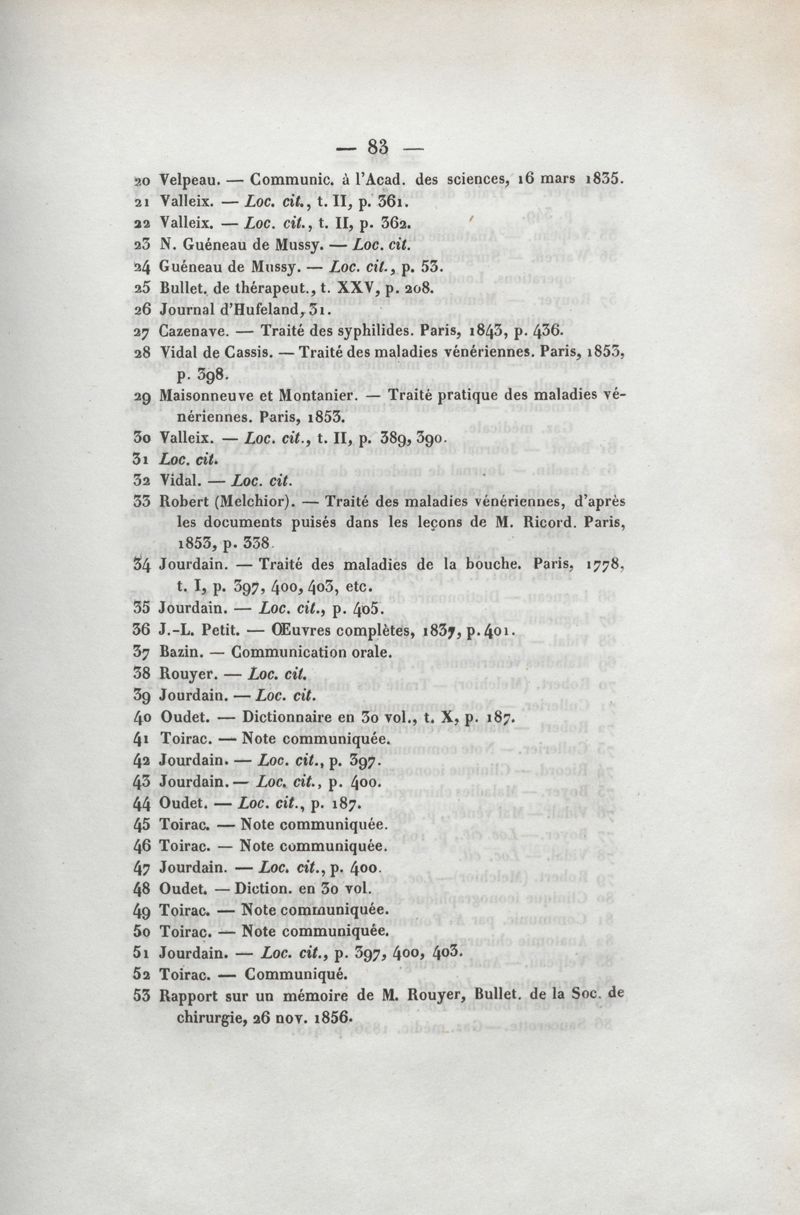 — 83 —
20 Velpeau. — Communic. à l'Acad. des sciences, 16 mars 1835.
21 Valleix. — Loc. cit., t. II, p. 361.
22 Valleix. — Loc. cit., t. II, p. 362.
23 N. Guéneau de Mussy. — Loc. cit.
24 Guéneau de Mussy. — Loc. cit., p. 53.
25 Bullet. de thérapeut., t. XXV, p. 208.
26 Journal d'Hufeland, 31.
27 Cazenave. — Traité des syphilides. Paris, 1843, p. 436.
28 Vidal de Cassis. — Traité des maladies vénériennes. Paris, 1853,
p. 398.
29 Maisonneuve et Montanier. — Traité pratique des maladies vé-
nériennes. Paris, 1853.
30 Valleix. — Loc. cit., t. II, p. 389, 390.
31 Loc. cit.
32 Vidal. — Loc. cit.
33 Robert (Melchior). — Traité des maladies vénériennes, d'après
les documents puisés dans les leçons de M. Ricord. Paris,
1853, p. 338.
34 Jourdain. — Traité des maladies de la bouche. Paris, 1778,
t. I, p. 397, 400, 403, etc.
35 Jourdain. — Loc. cit., p. 405.
36 J.-L. Petit. — Œuvres complètes, 1837, p. 401.
37 Bazin. — Communication orale.
38 Rouyer. — Loc. cit.
39 Jourdain. — Loc. cit.
40 Oudet. — Dictionnaire en 30 vol., t. X, p. 187.
41 Toirac. — Note communiquée.
42 Jourdain. — Loc. cit., p. 397.
43 Jourdain. — Loc. cit., p. 400.
44 Oudet. — Loc. cit., p. 187.
45 Toirac. — Note communiquée.
46 Toirac. — Note communiquée.
47 Jourdain. — Loc. cit., p. 400.
48 Oudet. — Diction. en 30 vol.
49 Toirac. — Note communiquée.
50 Toirac. — Note communiquée.
51 Jourdain. — Loc. cit., p. 397, 400, 403.
52 Toirac. — Communiqué.
53 Rapport sur un mémoire de M. Rouyer, Bullet. de la Soc. de
chirurgie, 26 nov. 1856.